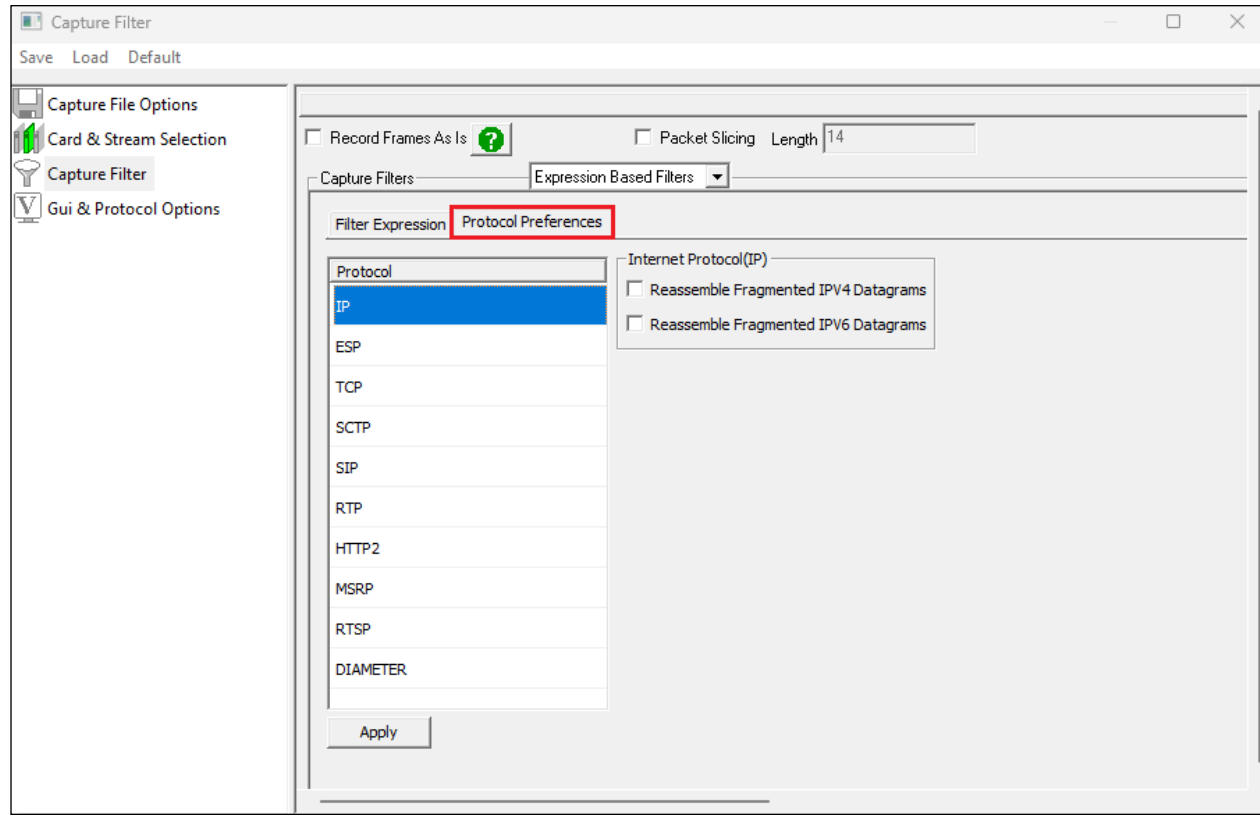 Capture Filter
Save Load Default
Capture File Options
Card & Stream Selection
Capture Filter
V Gui & Protocol Options
Record Frames As Is ? Packet Slicing Length 14
Capture Filters Expression Based Filters
Filter Expression Protocol Preferences
Protocol
IP
ESP
TCP
SCTP
SIP
RTP
HTTP2
MSRP
RTSP
DIAMETER
Internet Protocol(IP)
Reassemble Fragmented IPV4 Datagrams
Reassemble Fragmented IPV6 Datagrams
Apply